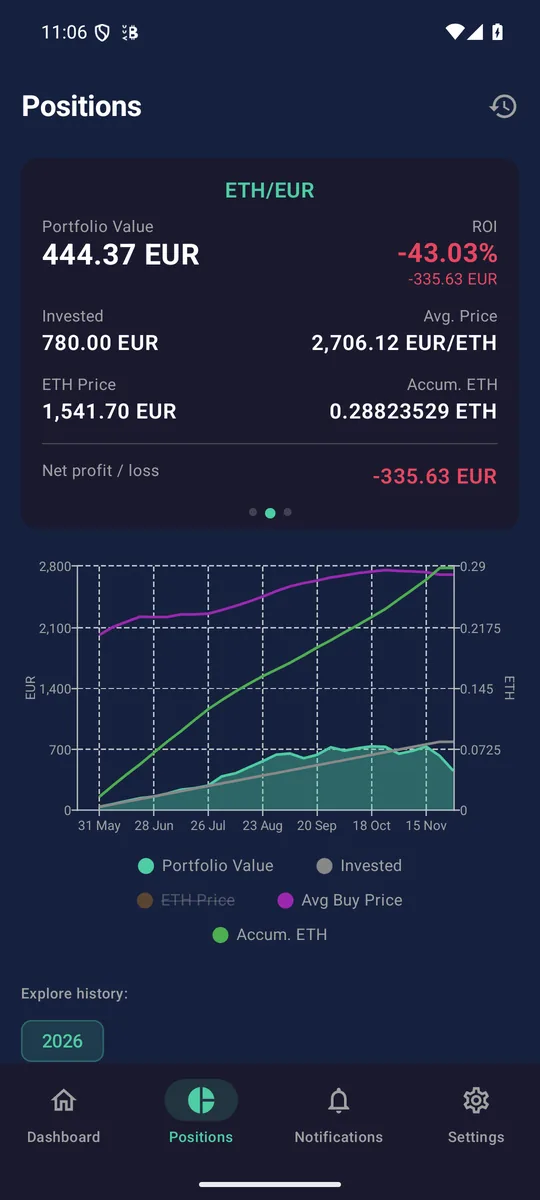 11:06
Positions
ETH/EUR
Portfolio Value ROI
444.37 EUR -43.03%
-335.63 EUR
Invested Avg. Price
780.00 EUR 2,706.12 EUR/ETH
ETH Price Accum. ETH
1,541.70 EUR 0.28823529 ETH
Net profit / loss -335.63 EUR
2,800 0.29
2,100 0.2175
EUR 1,400 0.145 ETH
700 0.0725
0 0
31 May 28 Jun 26 Jul 23 Aug 20 Sep 18 Oct 15 Nov
Portfolio Value Invested
ETH Price Avg Buy Price
Accum. ETH
Explore history:
2026
Dashboard Positions Notifications Settings